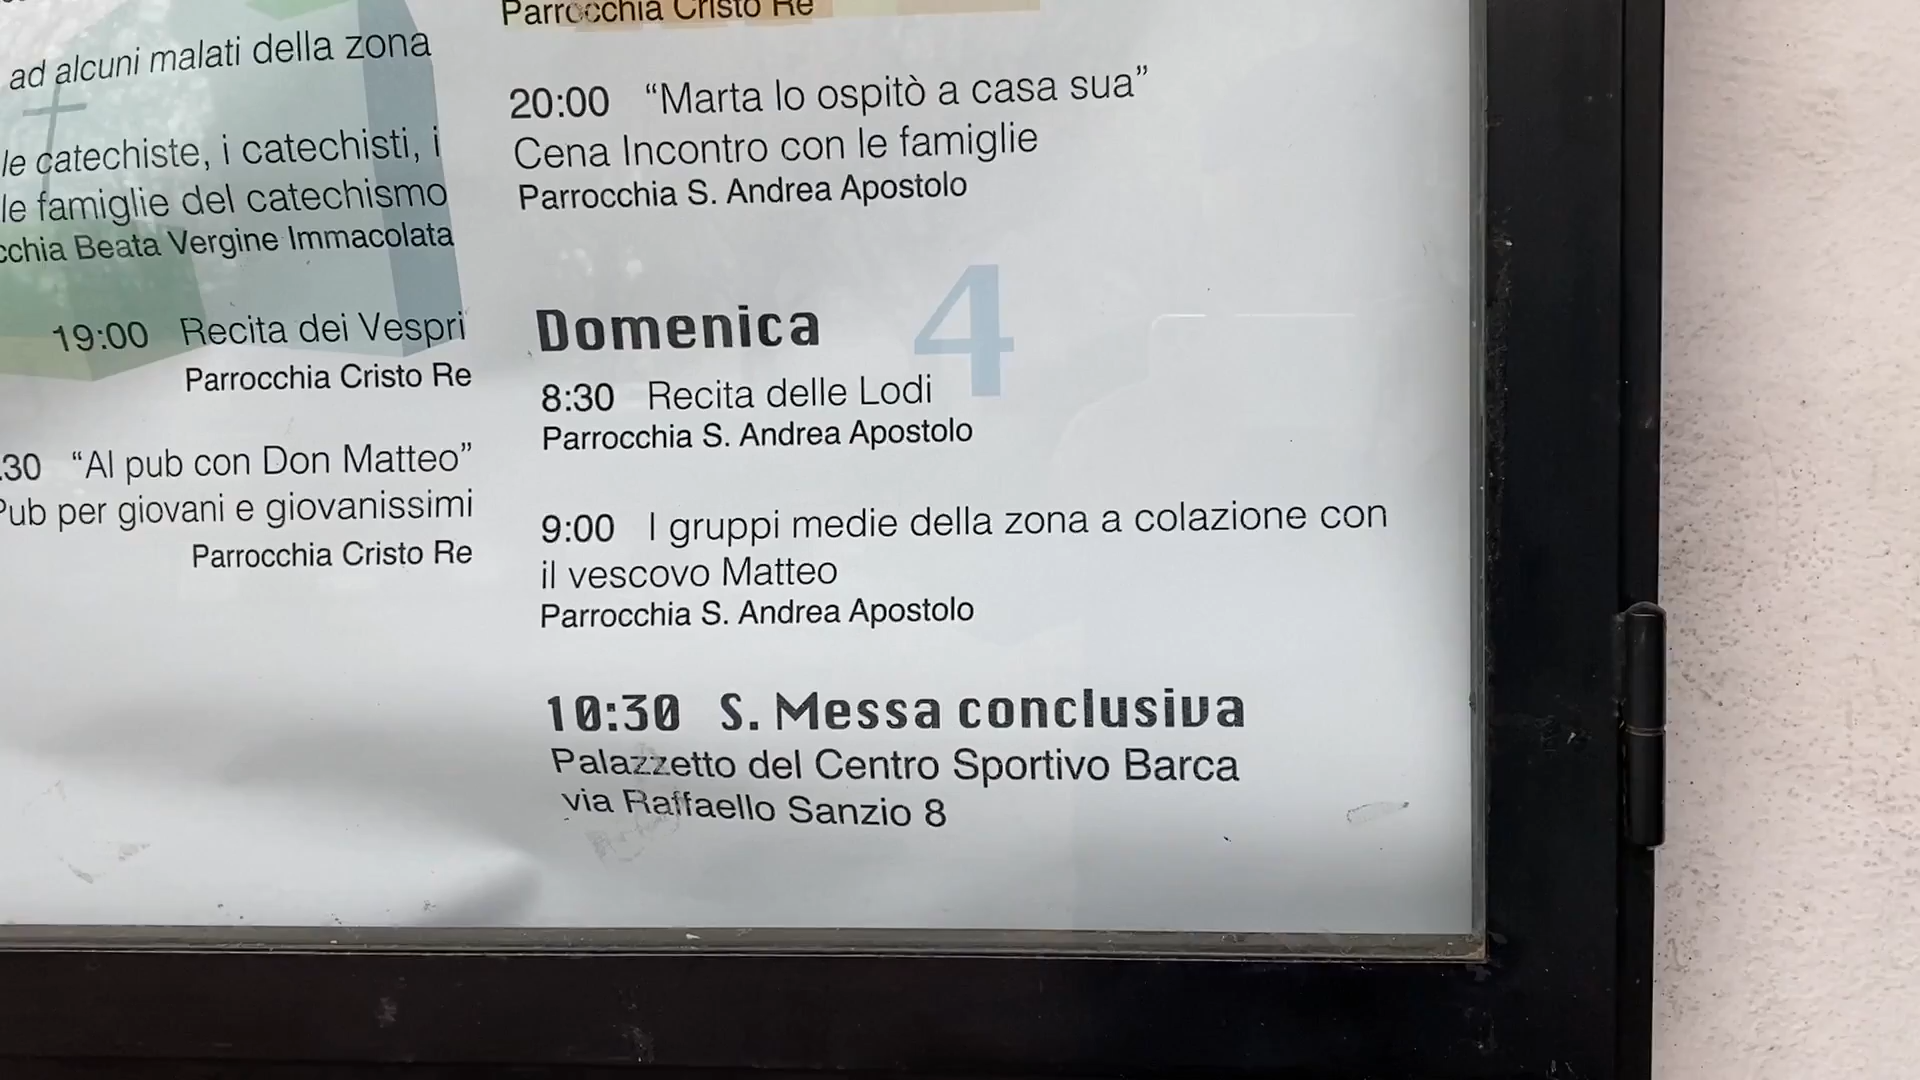 ad alcuni malati della zona
le catechiste, i catechisti, i
le famiglie del catechismo
Beata Vergine Immacolata
19:00 Recita dei Vespri
Parrocchia Cristo Re
30 “Al pub con Don Matteo”
Pub per giovani e giovanissimi
Parrocchia Cristo Re
Parrocchia Cristo Re
20:00 “Marta lo ospitò a casa sua”
Cena Incontro con le famiglie
Parrocchia S. Andrea Apostolo
Domenica 4
8:30 Recita delle Lodi
Parrocchia S. Andrea Apostolo
9:00 I gruppi medie della zona a colazione con
il vescovo Matteo
Parrocchia S. Andrea Apostolo
10:30 S. Messa conclusiva
Palazzetto del Centro Sportivo Barca
via Raffaello Sanzio 8